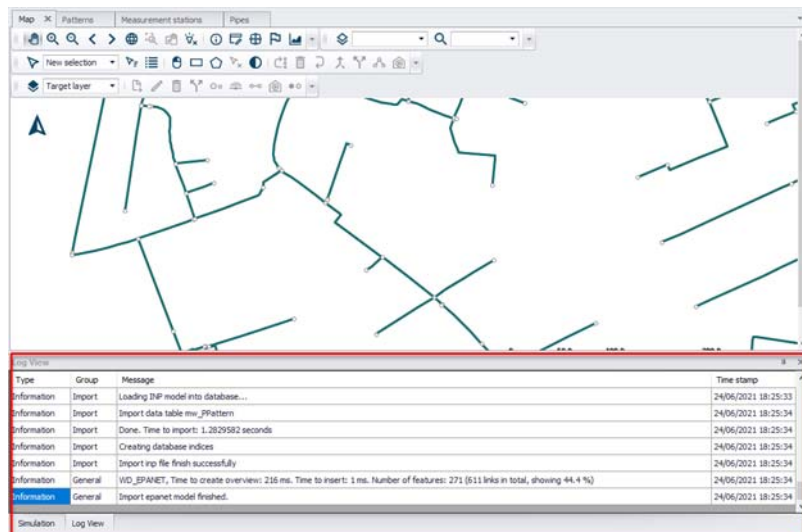 Map Patterns Measurement stations Pipes
New selection
Target layer
Log View
Type Group Message Time stamp
Information Import Loading INP model into database... 24/06/2021 18:25:33
Information Import Import data table mw_PPattern 24/06/2021 18:25:34
Information Import Done. Time to import: 1.2829582 seconds 24/06/2021 18:25:34
Information Import Creating database indices 24/06/2021 18:25:34
Information Import Import inp file finish successfully 24/06/2021 18:25:34
Information General WD_EPANET, Time to create overview: 216 ms. Time to insert: 1 ms. Number of features: 271 (611 links in total, showing 44.4 %) 24/06/2021 18:25:34
Information General Import epanet model finished. 24/06/2021 18:25:34
Simulation Log View